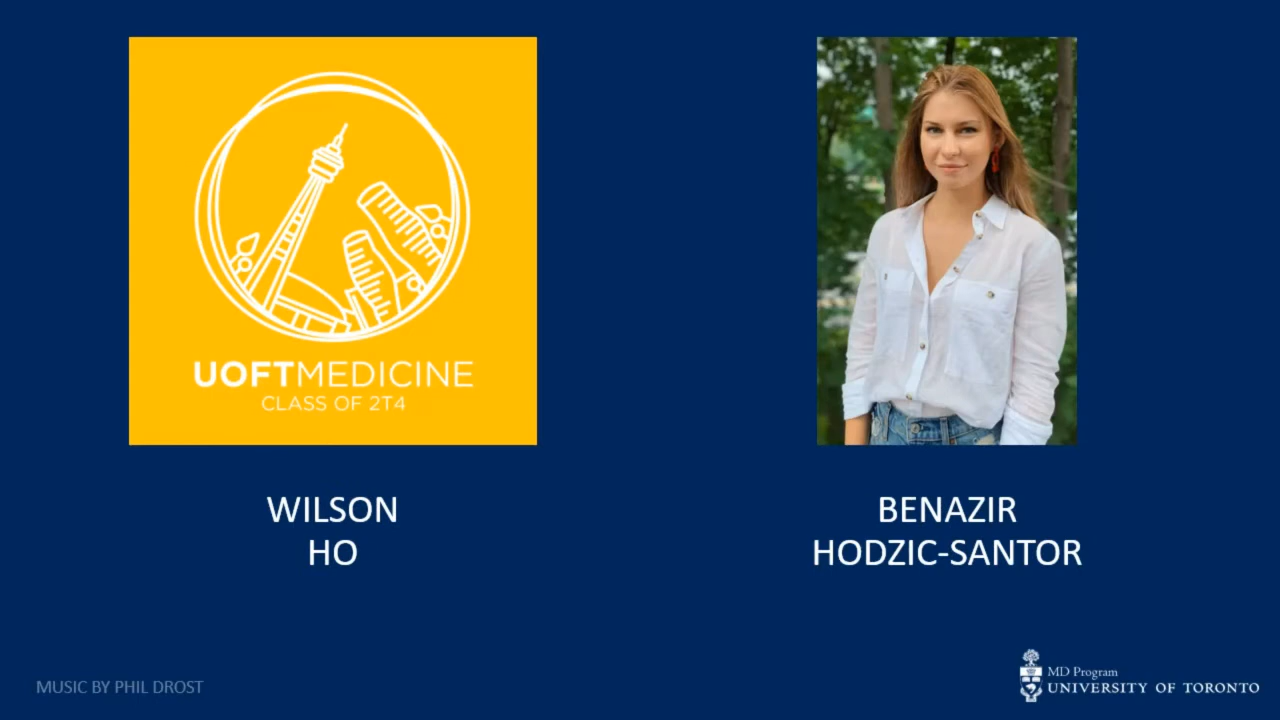 UOFTMEDICINE
CLASS OF 2T4
WILSON
HO
BENAZIR
HODZIC-SANTOR
MUSIC BY PHIL DROST
MD Program
UNIVERSITY OF TORONTO